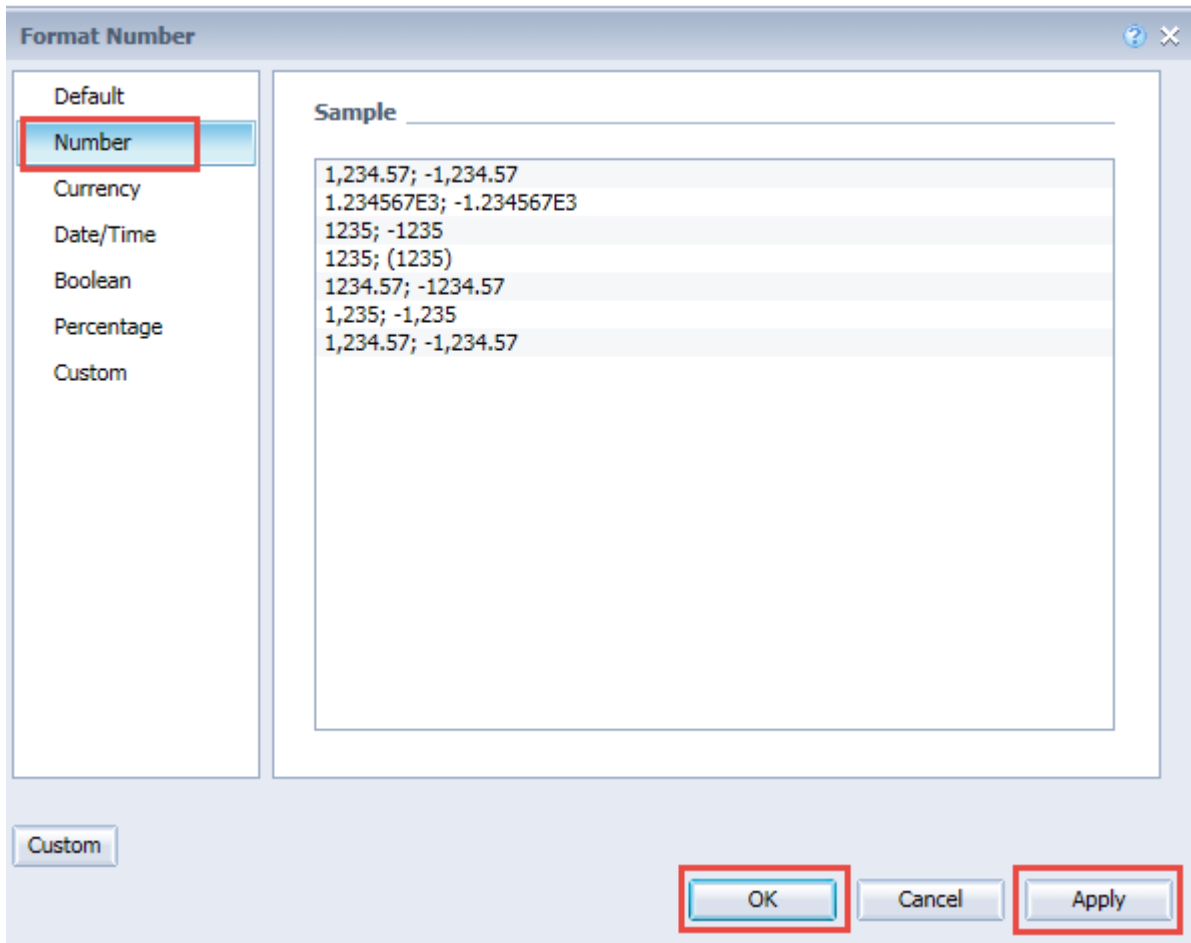 Format Number
Default
Number
Currency
Date/Time
Boolean
Percentage
Custom
Sample
1,234.57; -1,234.57
1.234567E3; -1.234567E3
1235; -1235
1235; (1235)
1234.57; -1234.57
1,235; -1,235
1,234.57; -1,234.57
Custom
OK
Cancel
Apply